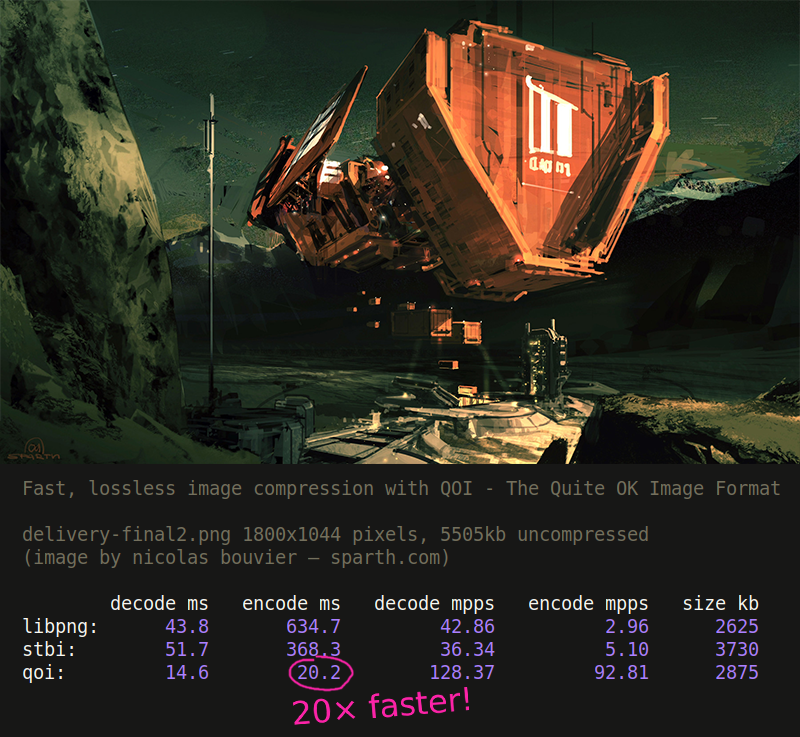 SPARTH
Fast, lossless image compression with QOI - The Quite OK Image Format
delivery-final2.png 1800x1044 pixels, 5505kb uncompressed
(image by nicolas bouvier – sparth.com)
decode ms encode ms decode mpps encode mpps size kb
libpng: 43.8 634.7 42.86 2.96 2625
stbi: 51.7 368.3 36.34 5.10 3730
qoi: 14.6 20.2 128.37 92.81 2875
20× faster!